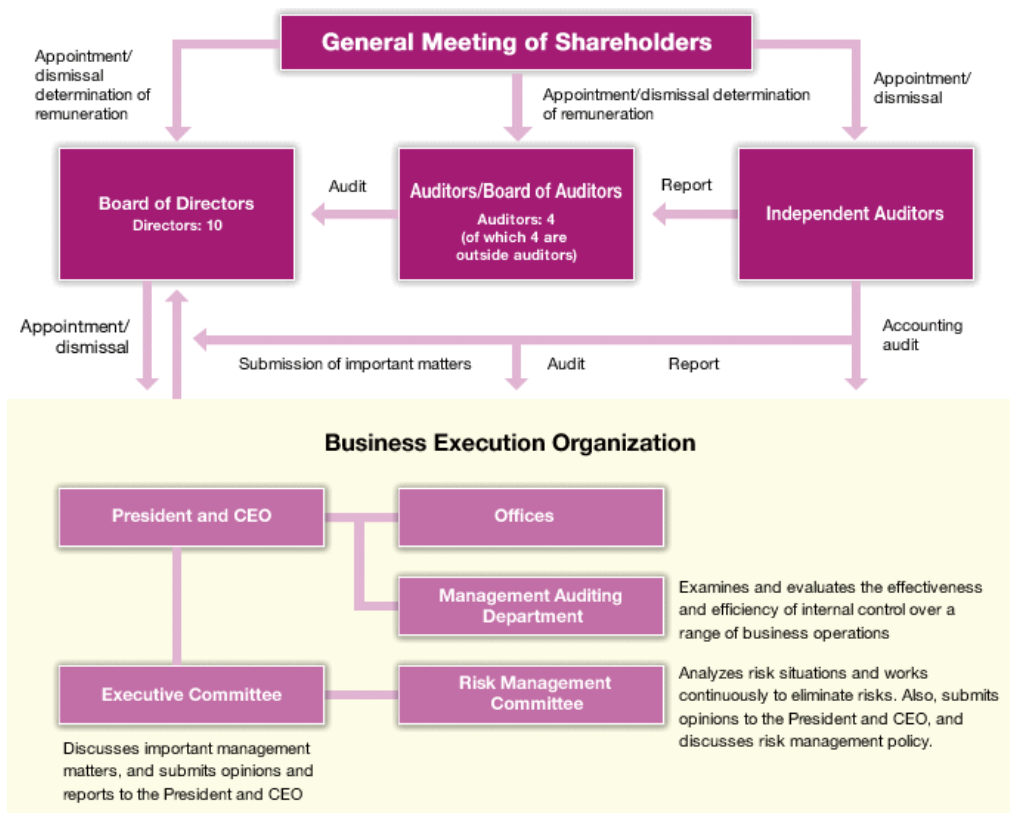 General Meeting of Shareholders
Appointment/
dismissal
determination of
remuneration
Appointment/dismissal determination
of remuneration
Appointment/
dismissal
Board of Directors
Directors: 10
Audit
Auditors/Board of Auditors
Auditors: 4
(of which 4 are
outside auditors)
Report
Independent Auditors
Appointment/
dismissal
Submission of important matters
Audit
Report
Accounting
audit
Business Execution Organization
President and CEO
Offices
Management Auditing
Department
Examines and evaluates the effectiveness
and efficiency of internal control over a
range of business operations
Executive Committee
Risk Management
Committee
Analyzes risk situations and works
continuously to eliminate risks. Also, submits
opinions to the President and CEO, and
discusses risk management policy.
Discusses important management
matters, and submits opinions and
reports to the President and CEO